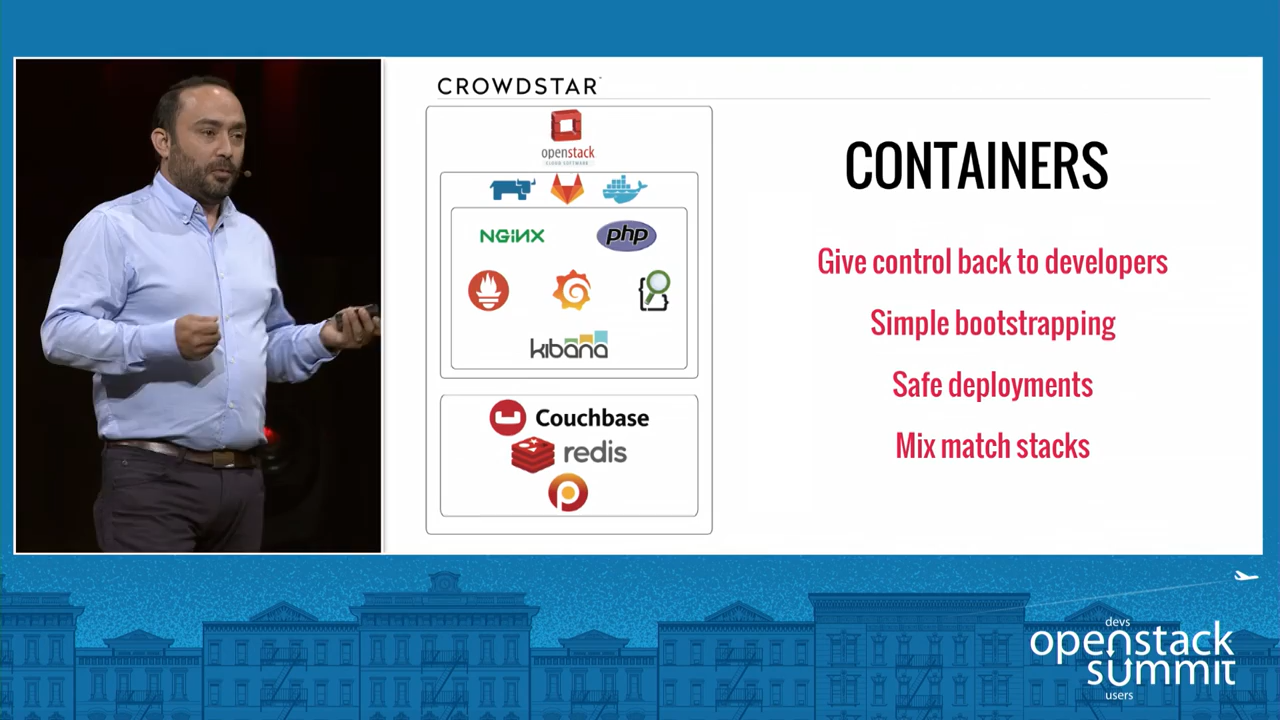 CROWDSTAR
openstack
CLOUD SOFTWARE
NGINX
php
kibana
Couchbase
redis
CONTAINERS
Give control back to developers
Simple bootstrapping
Safe deployments
Mix match stacks
devs
openstack
summit
users